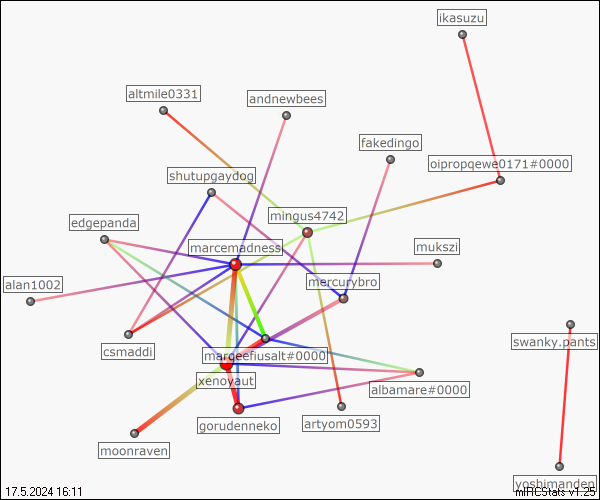 ikasuzu
altmile0331
andnewbees
fakedingo
oipropqewe0171#0000
shutupgaydog
mingus4742
edgepanda
marcemadness
mukszi
mercurybro
alan1002
swanky.pants
csmaddi
marqeefiusalt#0000
xenoyaut
albamare#0000
gorudenneko
artyom0593
moonraven
yoshimanden
17.5.2024 16:11
mIRCStats v1.25